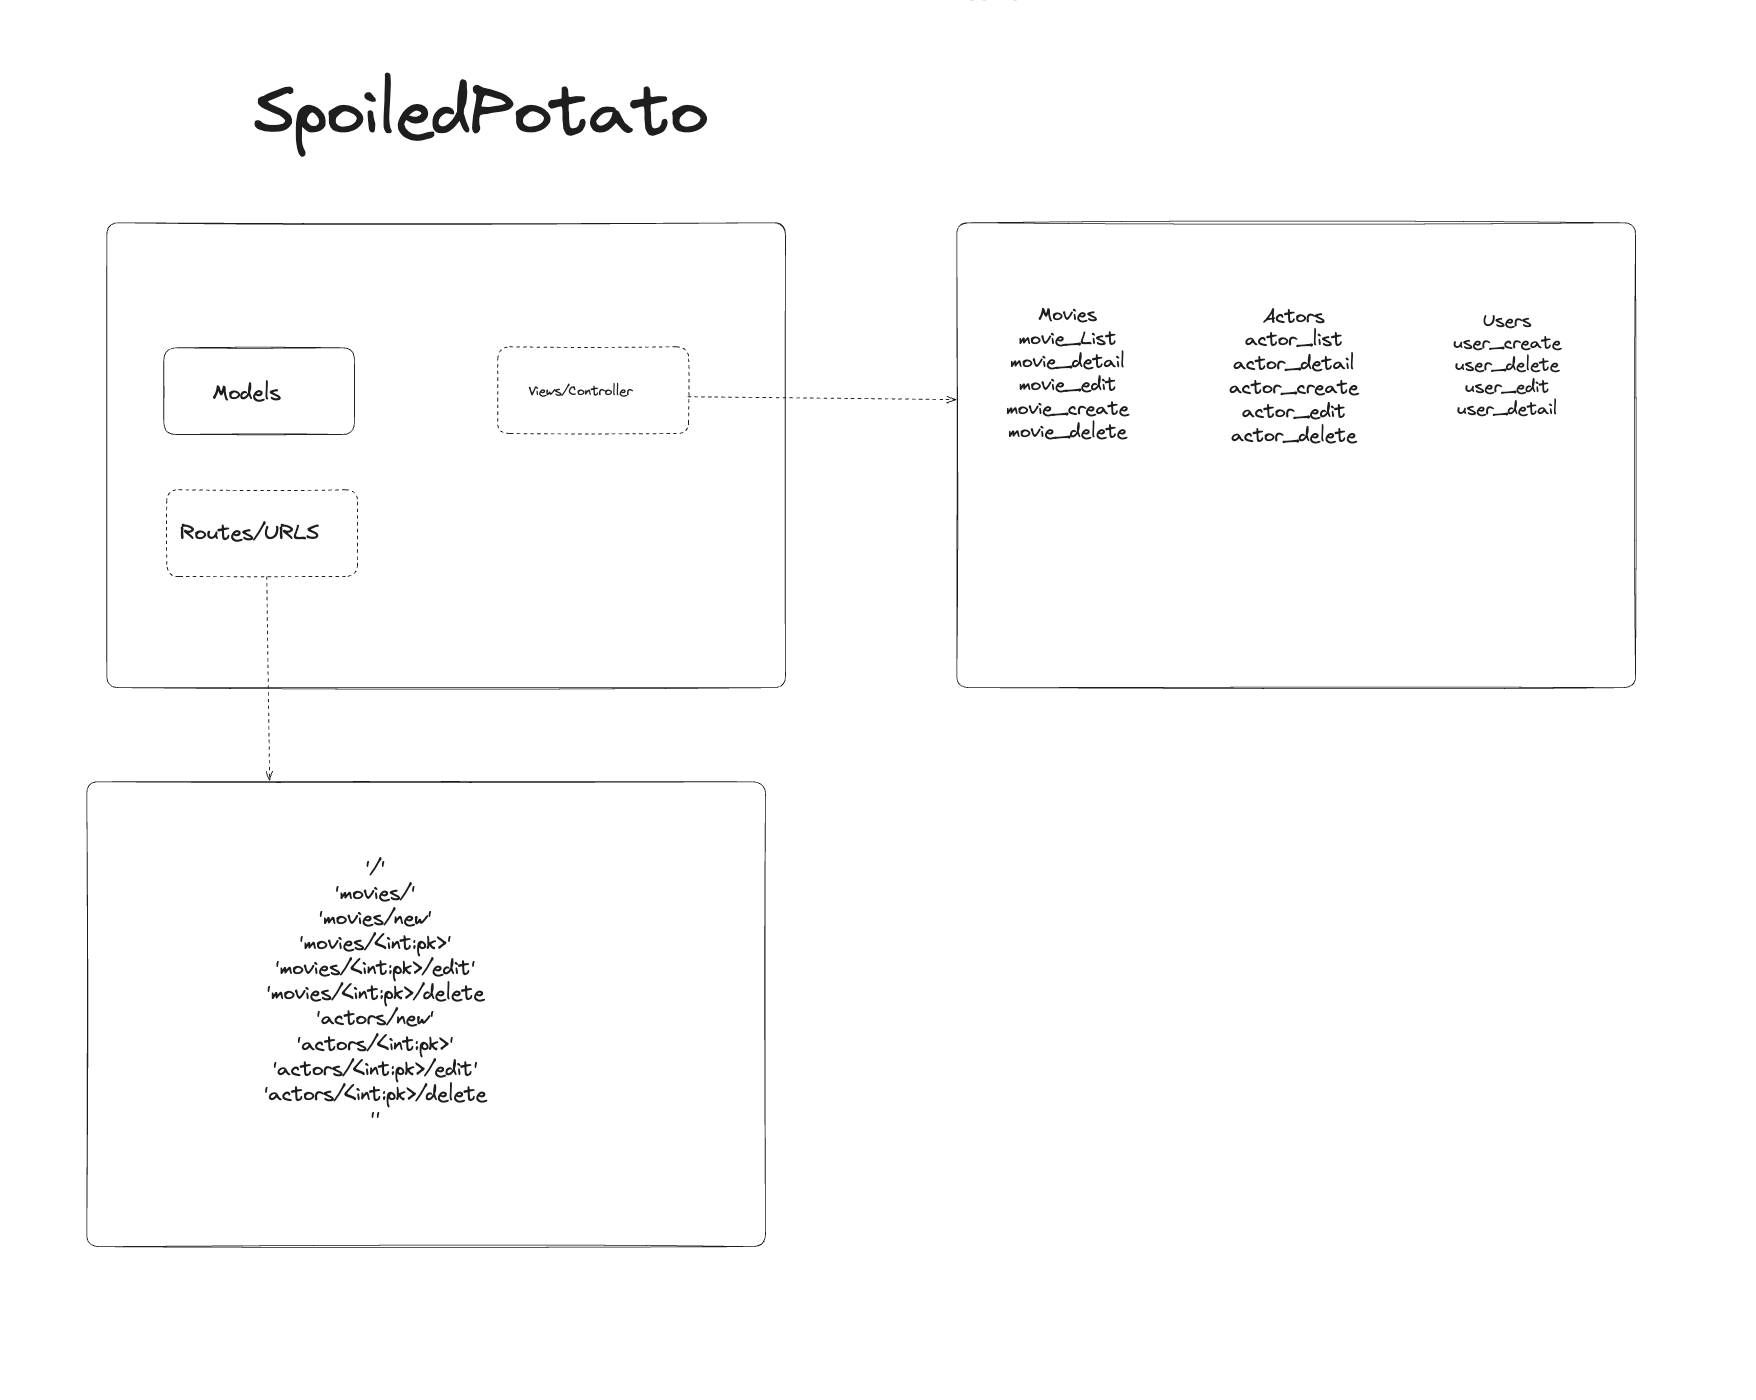 SpoiledPotato
Models
Views/Controller
Routes/URLS
Movies
movie_List
movie_detail
movie_edit
movie_create
movie_delete
Actors
actor_list
actor_detail
actor_create
actor_edit
actor_delete
Users
user_create
user_delete
user_edit
user_detail
'/'
'movies/'
'movies/new'
'movies/<int:pk>'
'movies/<int:pk>/edit'
'movies/<int:pk>/delete
'actors/new'
'actors/<int:pk>'
'actors/<int:pk>/edit'
'actors/<int:pk>/delete
''